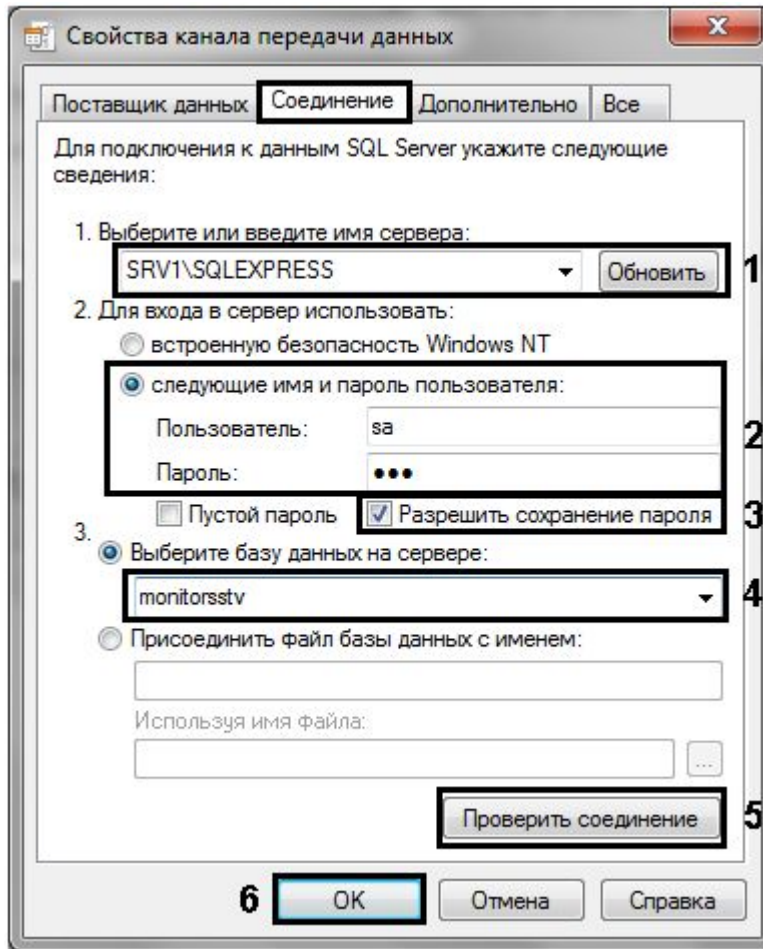 Свойства канала передачи данных
Поставщик данных Соединение Дополнительно Все
Для подключения к данным SQL Server укажите следующие
сведения:
1. Выберите или введите имя сервера:
SRV1\SQLEXPRESS Обновить 1
2. Для входа в сервер использовать:
встроенную безопасность Windows NT
следующие имя и пароль пользователя:
Пользователь: sa 2
Пароль: ●●●
Пустой пароль Разрешить сохранение пароля 3
3. Выберите базу данных на сервере:
monitorsstv 4
Присоединить файл базы данных с именем:
Используя имя файла:
...
Проверить соединение 5
6 OK Отмена Справка